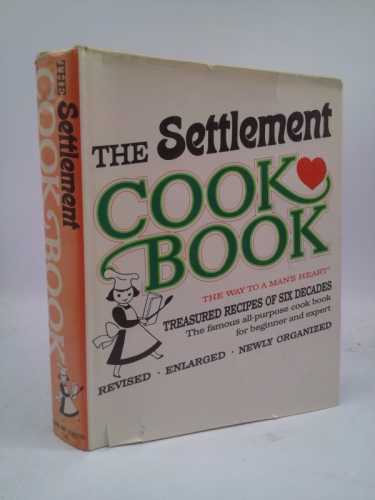 THE Settlement
COOK BOOK
THE Settlement
COOK
BOOK
THE WAY TO A MAN'S HEART
TREASURED RECIPES OF SIX DECADES
The famous all-purpose cook book
for beginner and expert
REVISED · ENLARGED · NEWLY ORGANIZED